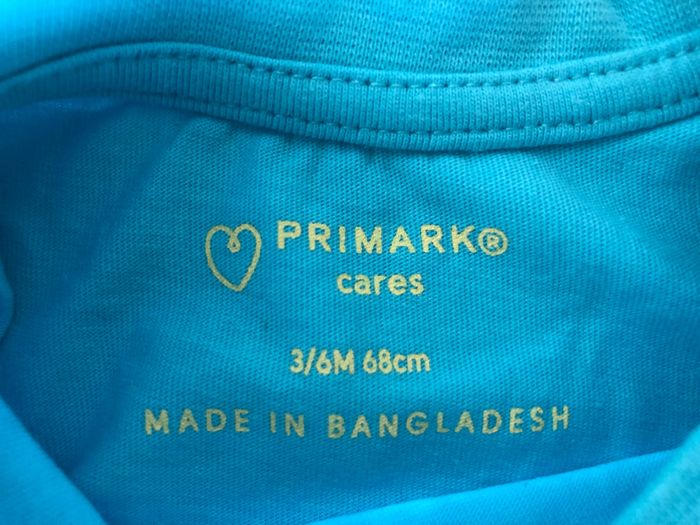 PRIMARK®
cares
3/6M 68cm
MADE IN BANGLADESH